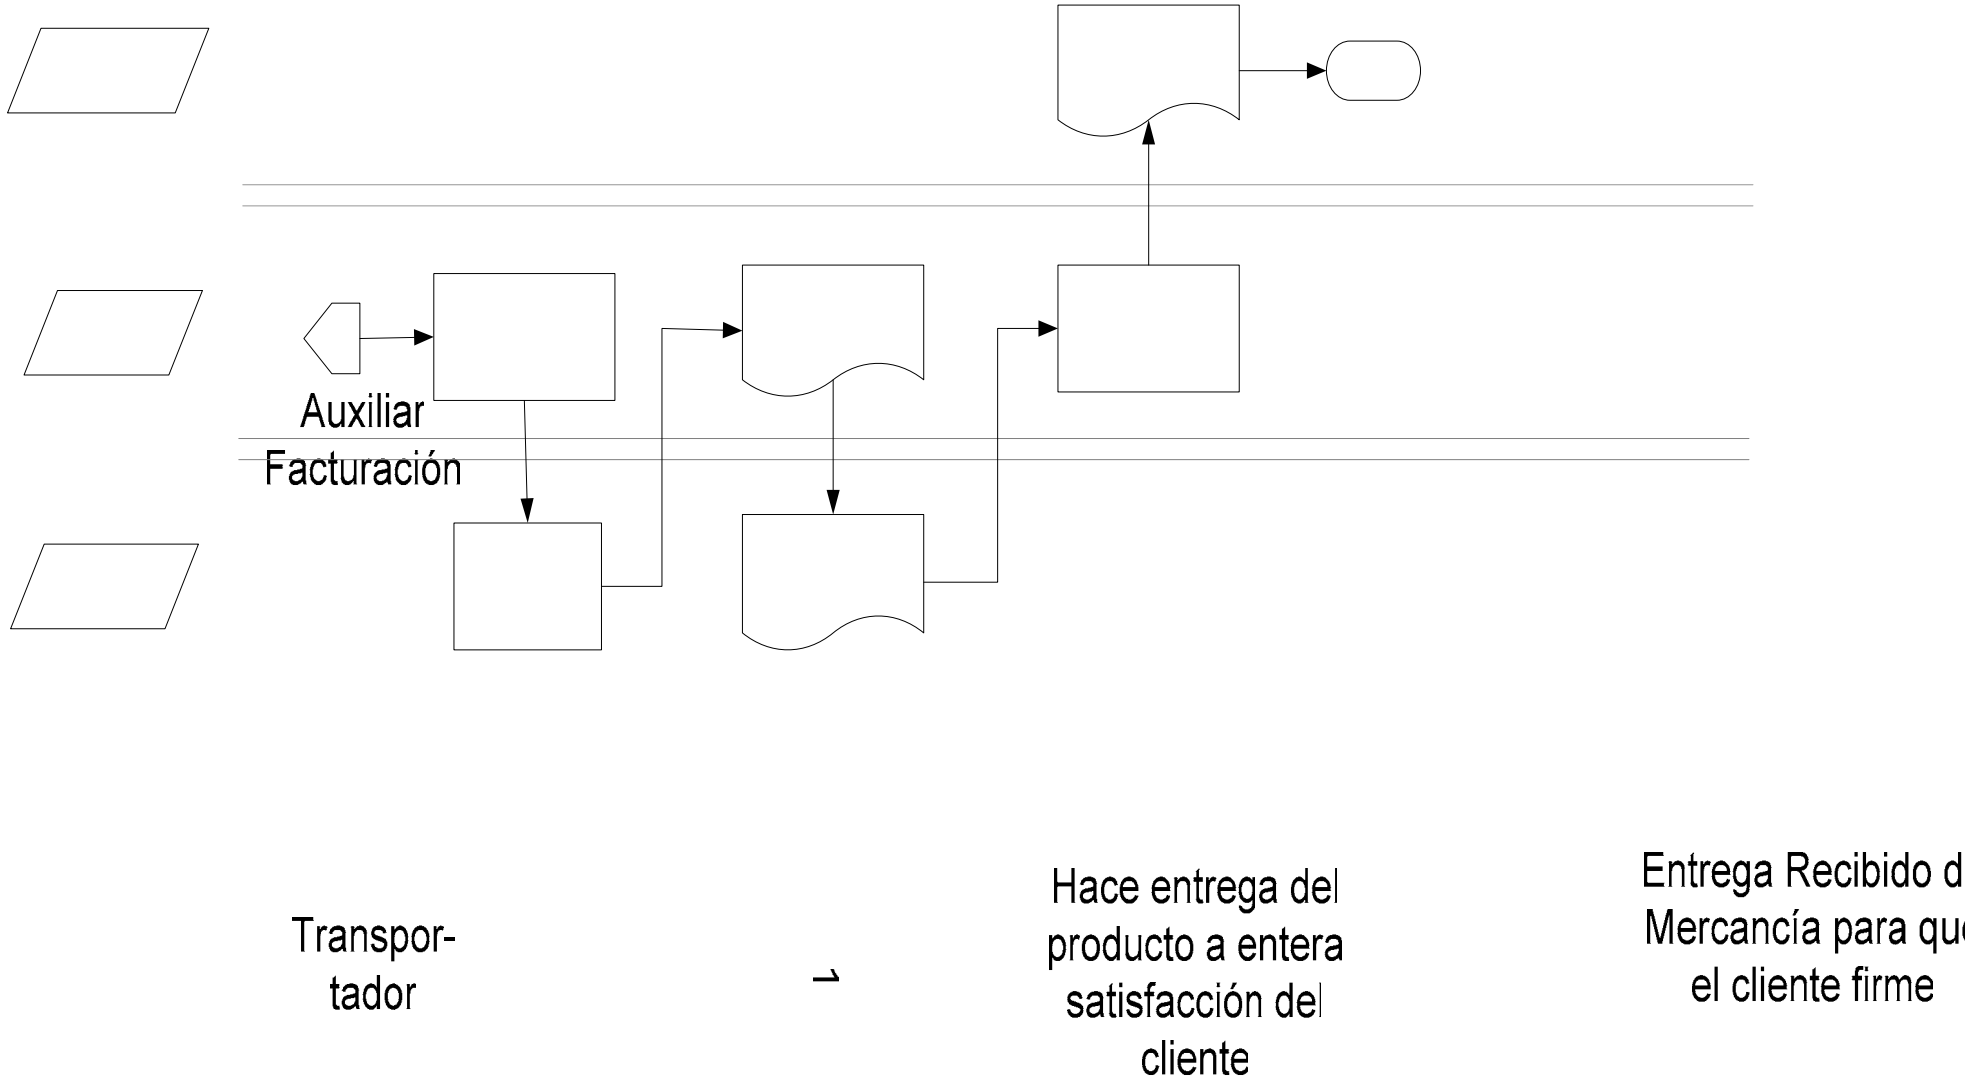 Auxiliar
Facturación
Transpor-
tador
1
Hace entrega del
producto a entera
satisfacción del
cliente
Entrega Recibido d
Mercancía para que
el cliente firme